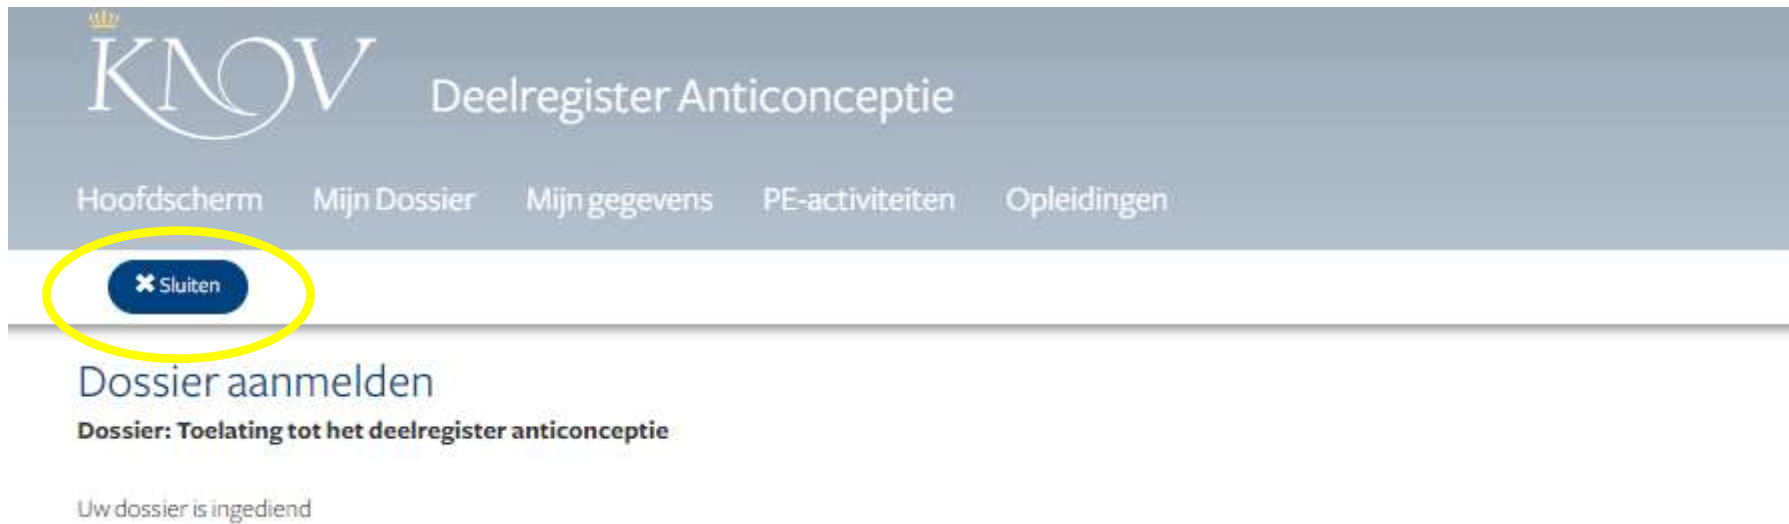 KNOV
Deelregister Anticonceptie
Hoofdscherm Mijn Dossier Mijn gegevens PE-activiteiten Opleidingen
✖ Sluiten
Dossier aanmelden
Dossier: Toelating tot het deelregister anticonceptie
Uw dossier is ingediend